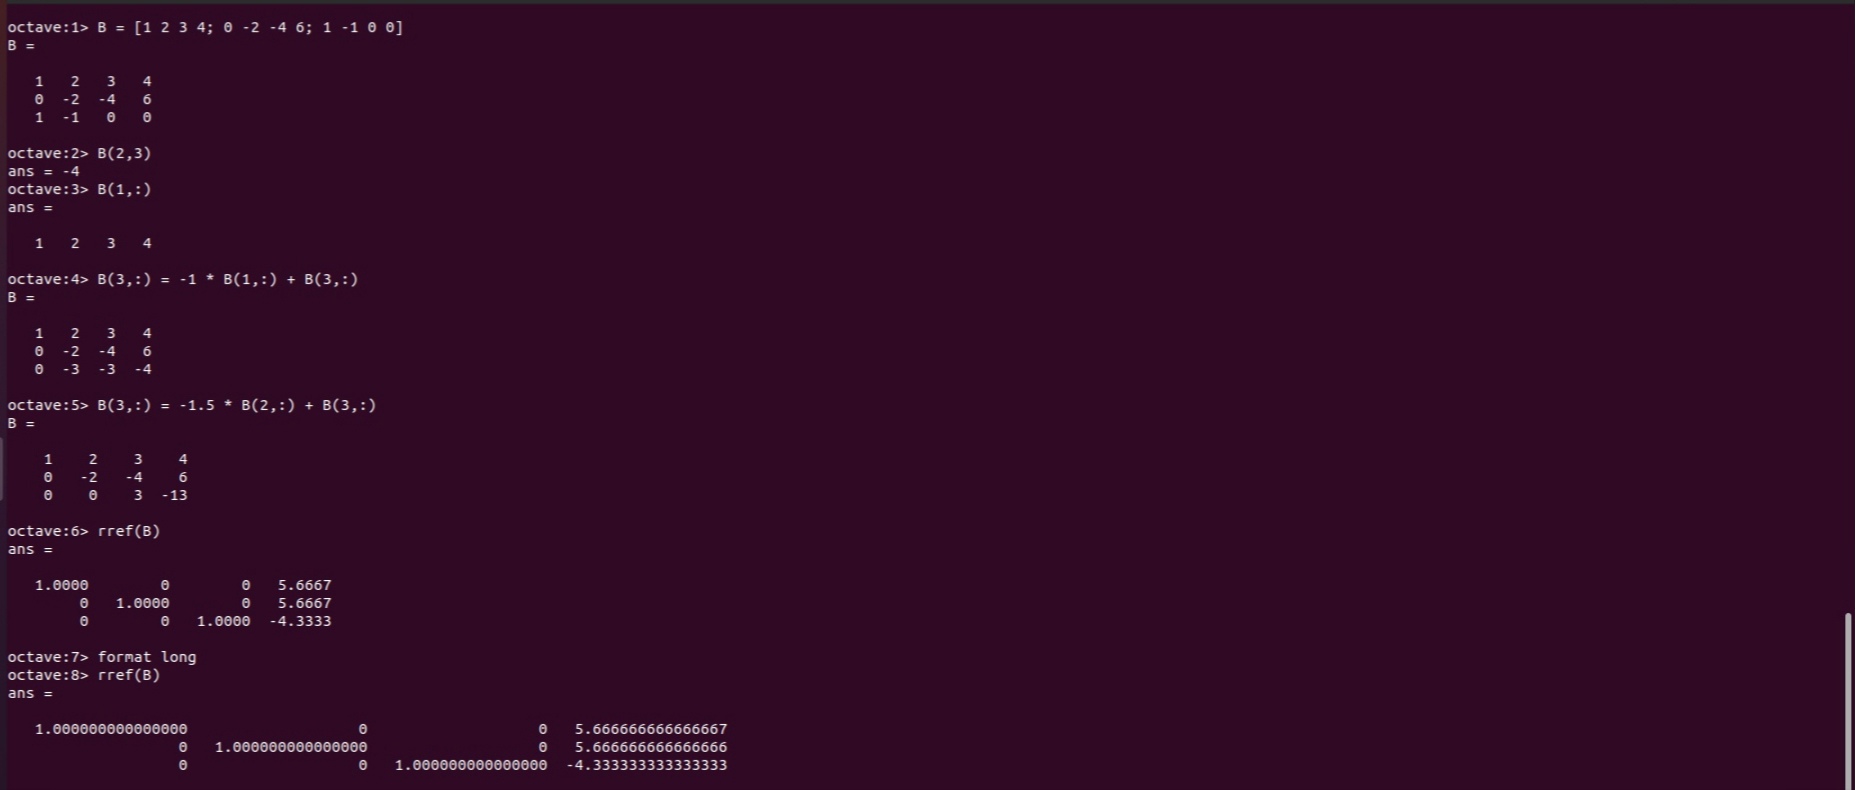 octave:1> B = [1 2 3 4; 0 -2 -4 6; 1 -1 0 0]
B =
1 2 3 4
0 -2 -4 6
1 -1 0 0
octave:2> B(2,3)
ans = -4
octave:3> B(1,:)
ans =
1 2 3 4
octave:4> B(3,:) = -1 * B(1,:) + B(3,:)
B =
1 2 3 4
0 -2 -4 6
0 -3 -3 -4
octave:5> B(3,:) = -1.5 * B(2,:) + B(3,:)
B =
1 2 3 4
0 -2 -4 6
0 0 3 -13
octave:6> rref(B)
ans =
1.0000 0 0 5.6667
0 1.0000 0 5.6667
0 0 1.0000 -4.3333
octave:7> format long
octave:8> rref(B)
ans =
1.000000000000000 0 0 5.666666666666667
0 1.000000000000000 0 5.666666666666666
0 0 1.000000000000000 -4.333333333333333